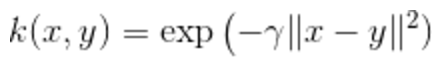 k(x, y) = exp (−γ∥x − y∥²)